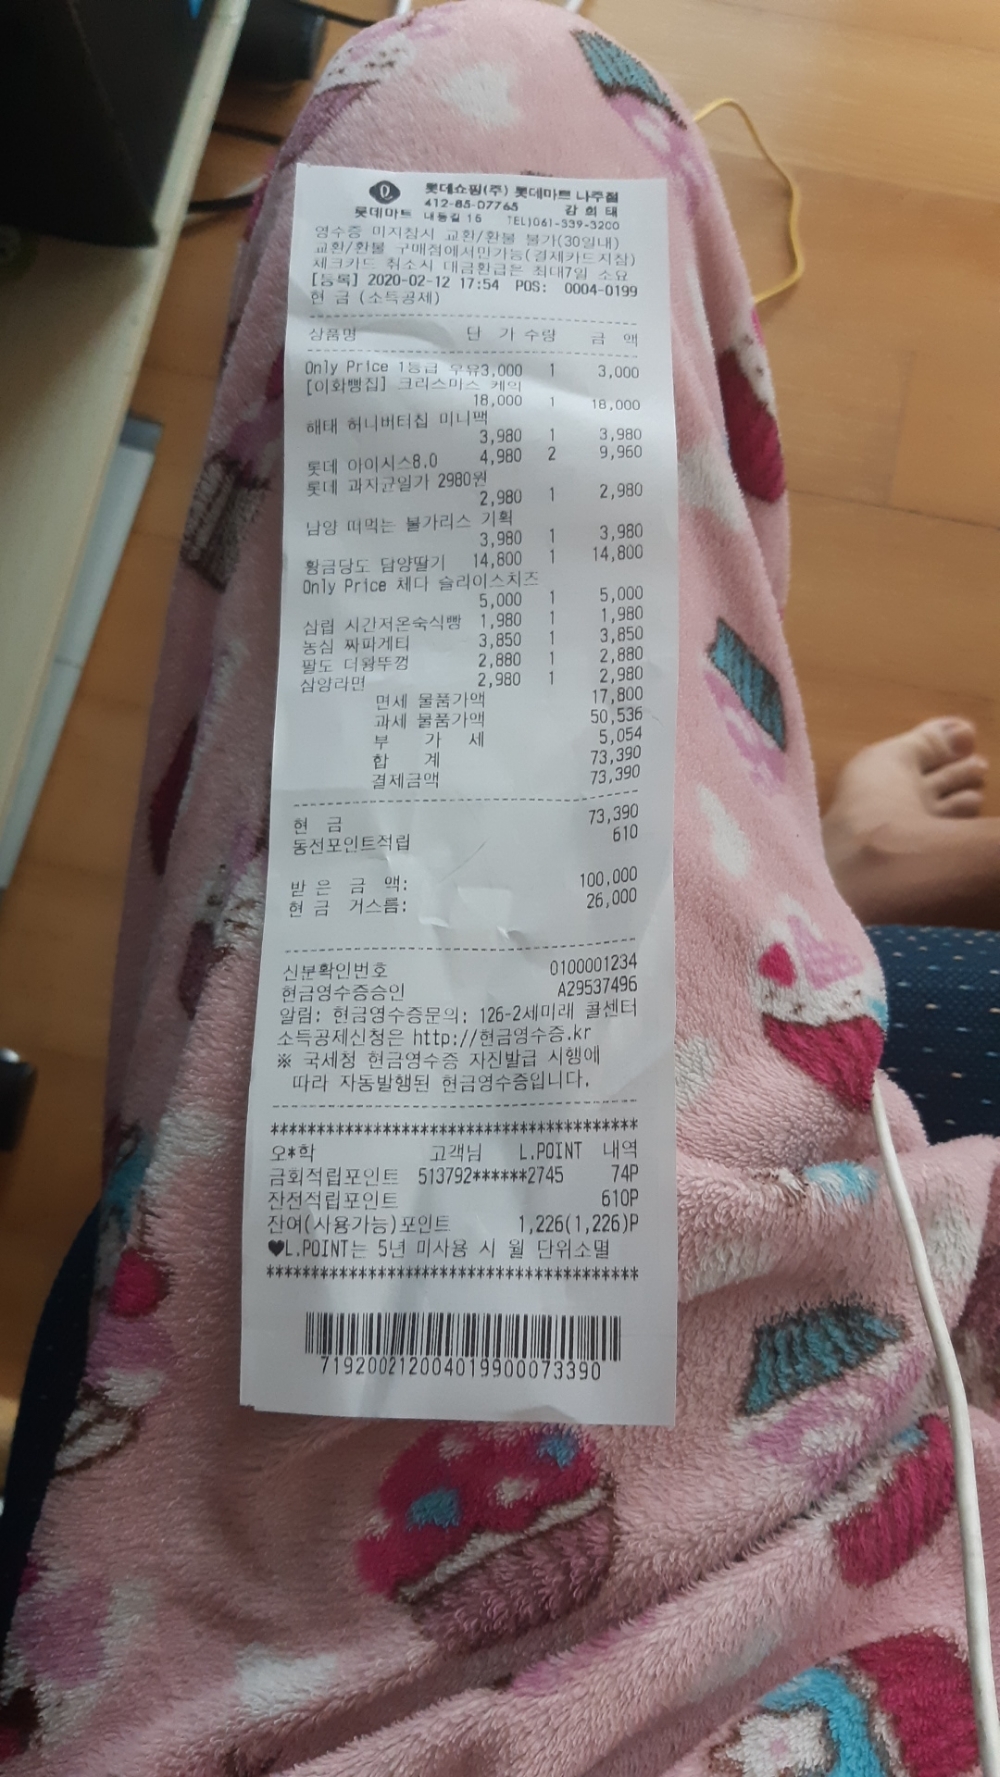 롯데쇼핑(주) 롯데마트 나주점
412-85-07765 강 희 태
롯데마트 내동길 16 TEL)061-339-3200
영수증 미지참시 교환/환불 불가(30일내)
교환/환불 구매점에서만가능(결제카드지참)
체크카드 취소시 대금환급은 최대7일 소요
[등록] 2020-02-12 17:54 POS: 0004-0199
현 금 (소득공제)
상품명 단 가 수량 금 액
Only Price 1등급 우유3,000 1 3,000
[이화빵집] 크리스마스 케익
18,000 1 18,000
해태 허니버터칩 미니팩
3,980 1 3,980
롯데 아이시스8.0 4,980 2 9,960
롯데 과자균일가 2980원
2,980 1 2,980
남양 떠먹는 불가리스 기획
3,980 1 3,980
황금당도 담양딸기 14,800 1 14,800
Only Price 체다 슬라이스치즈
5,000 1 5,000
삼립 시간저온숙식빵 1,980 1 1,980
농심 짜파게티 3,850 1 3,850
팔도 더왕뚜껑 2,880 1 2,880
삼양라면 2,980 1 2,980
면세 물품가액 17,800
과세 물품가액 50,536
부 가 세 5,054
합 계 73,390
결제금액 73,390
현 금 73,390
동전포인트적립 610
받 은 금 액: 100,000
현 금 거스름: 26,000
신분확인번호 0100001234
현금영수증승인 A29537496
알림: 현금영수증문의: 126-2세미래 콜센터
소득공제신청은 http://현금영수증.kr
※ 국세청 현금영수증 자진발급 시행에
따라 자동발행된 현금영수증입니다.
****************************************
오*학 고객님 L.POINT 내역
금회적립포인트 513792******2745 74P
잔전적립포인트 610P
잔여(사용가능)포인트 1,226(1,226)P
♥L.POINT는 5년 미사용 시 월 단위소멸
****************************************
719200212004019900073390